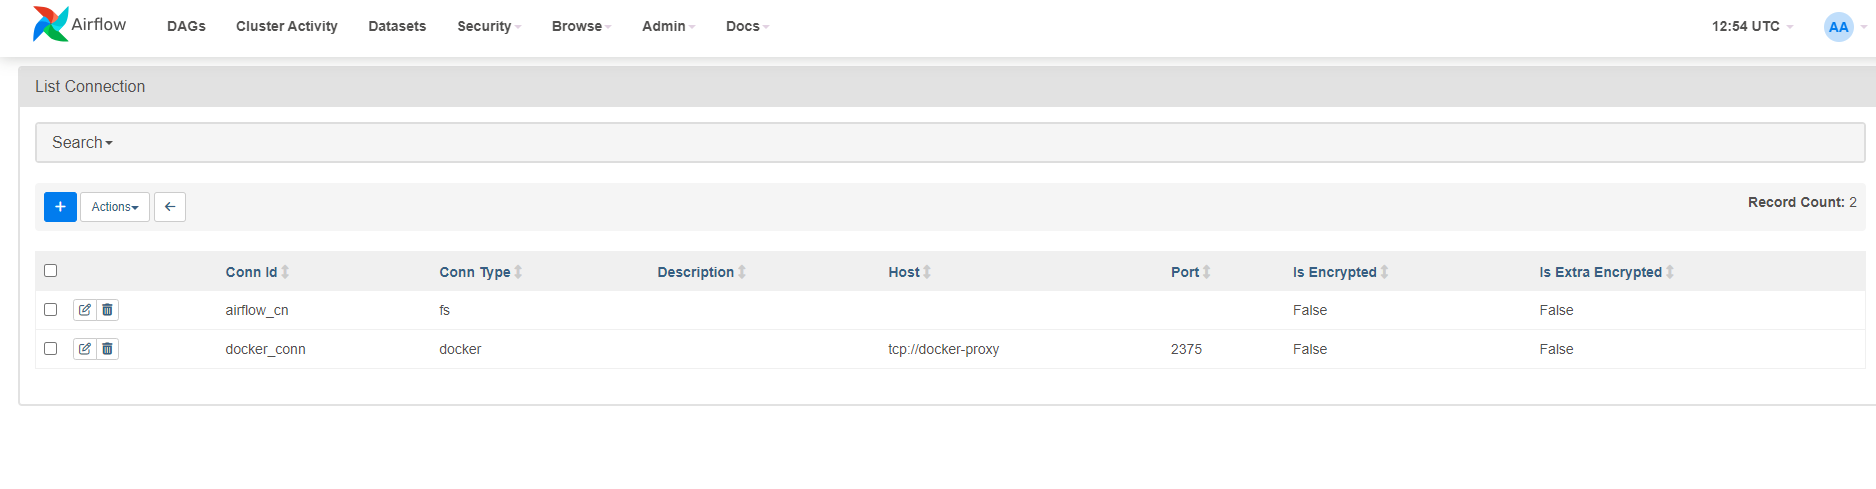 Airflow DAGs Cluster Activity Datasets Security Browse Admin Docs 12:54 UTC AA
List Connection
Search
+ Actions Record Count: 2
Conn Id Conn Type Description Host Port Is Encrypted Is Extra Encrypted
airflow_cn fs False False
docker_conn docker tcp://docker-proxy 2375 False False